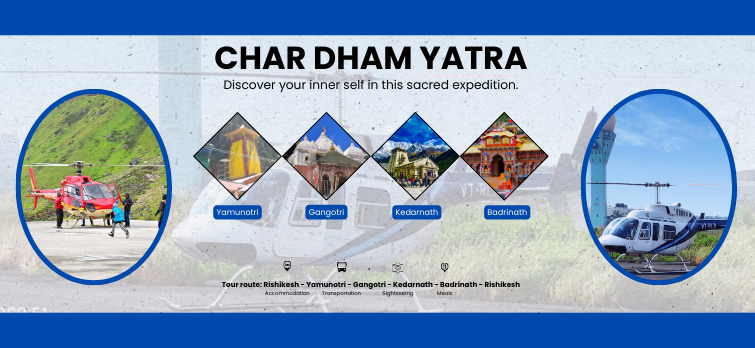 CHAR DHAM YATRA
Discover your inner self in this sacred expedition.
Yamunotri Gangotri Kedarnath Badrinath
Tour route: Rishikesh - Yamunotri - Gangotri - Kedarnath - Badrinath - Rishikesh
Accommodation Transportation Sightseeing Meals